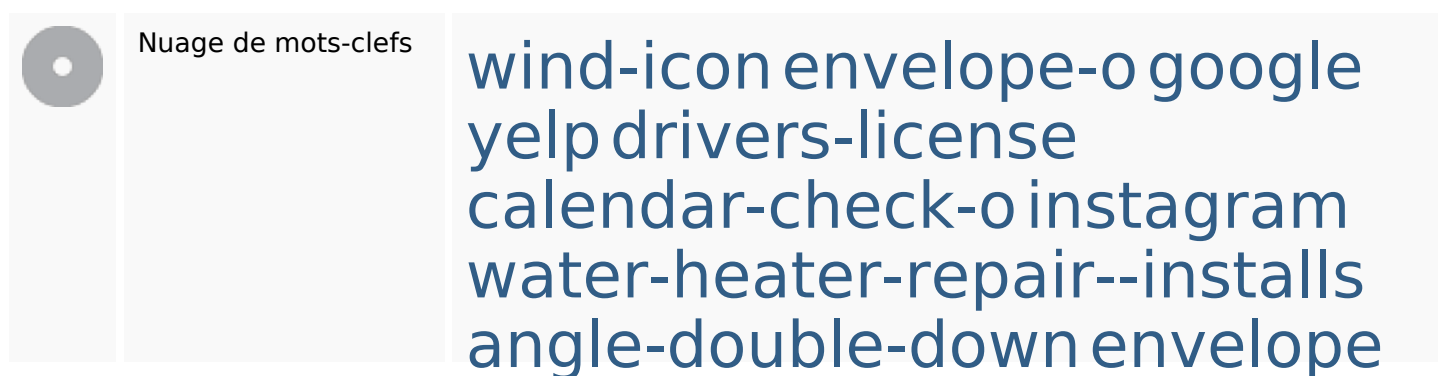 Nuage de mots-clefs
wind-icon envelope-o google
yelp drivers-license
calendar-check-o instagram
water-heater-repair--installs
angle-double-down envelope